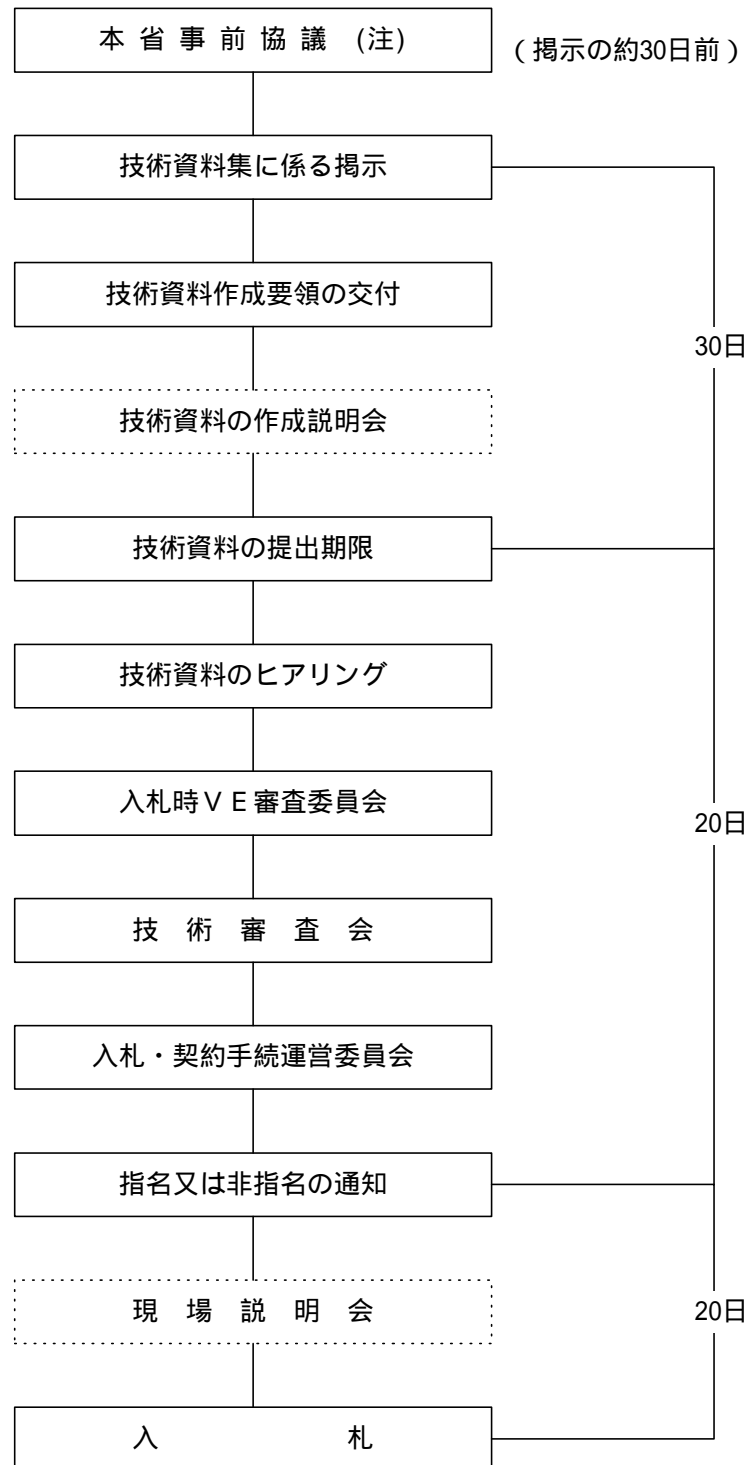 本省事前協議 (注)
(掲示の約30日前)
技術資料集に係る掲示
技術資料作成要領の交付
30日
技術資料の作成説明会
技術資料の提出期限
技術資料のヒアリング
入札時VE審査委員会
20日
技術審査会
入札・契約手続運営委員会
指名又は非指名の通知
現場説明会
20日
入札